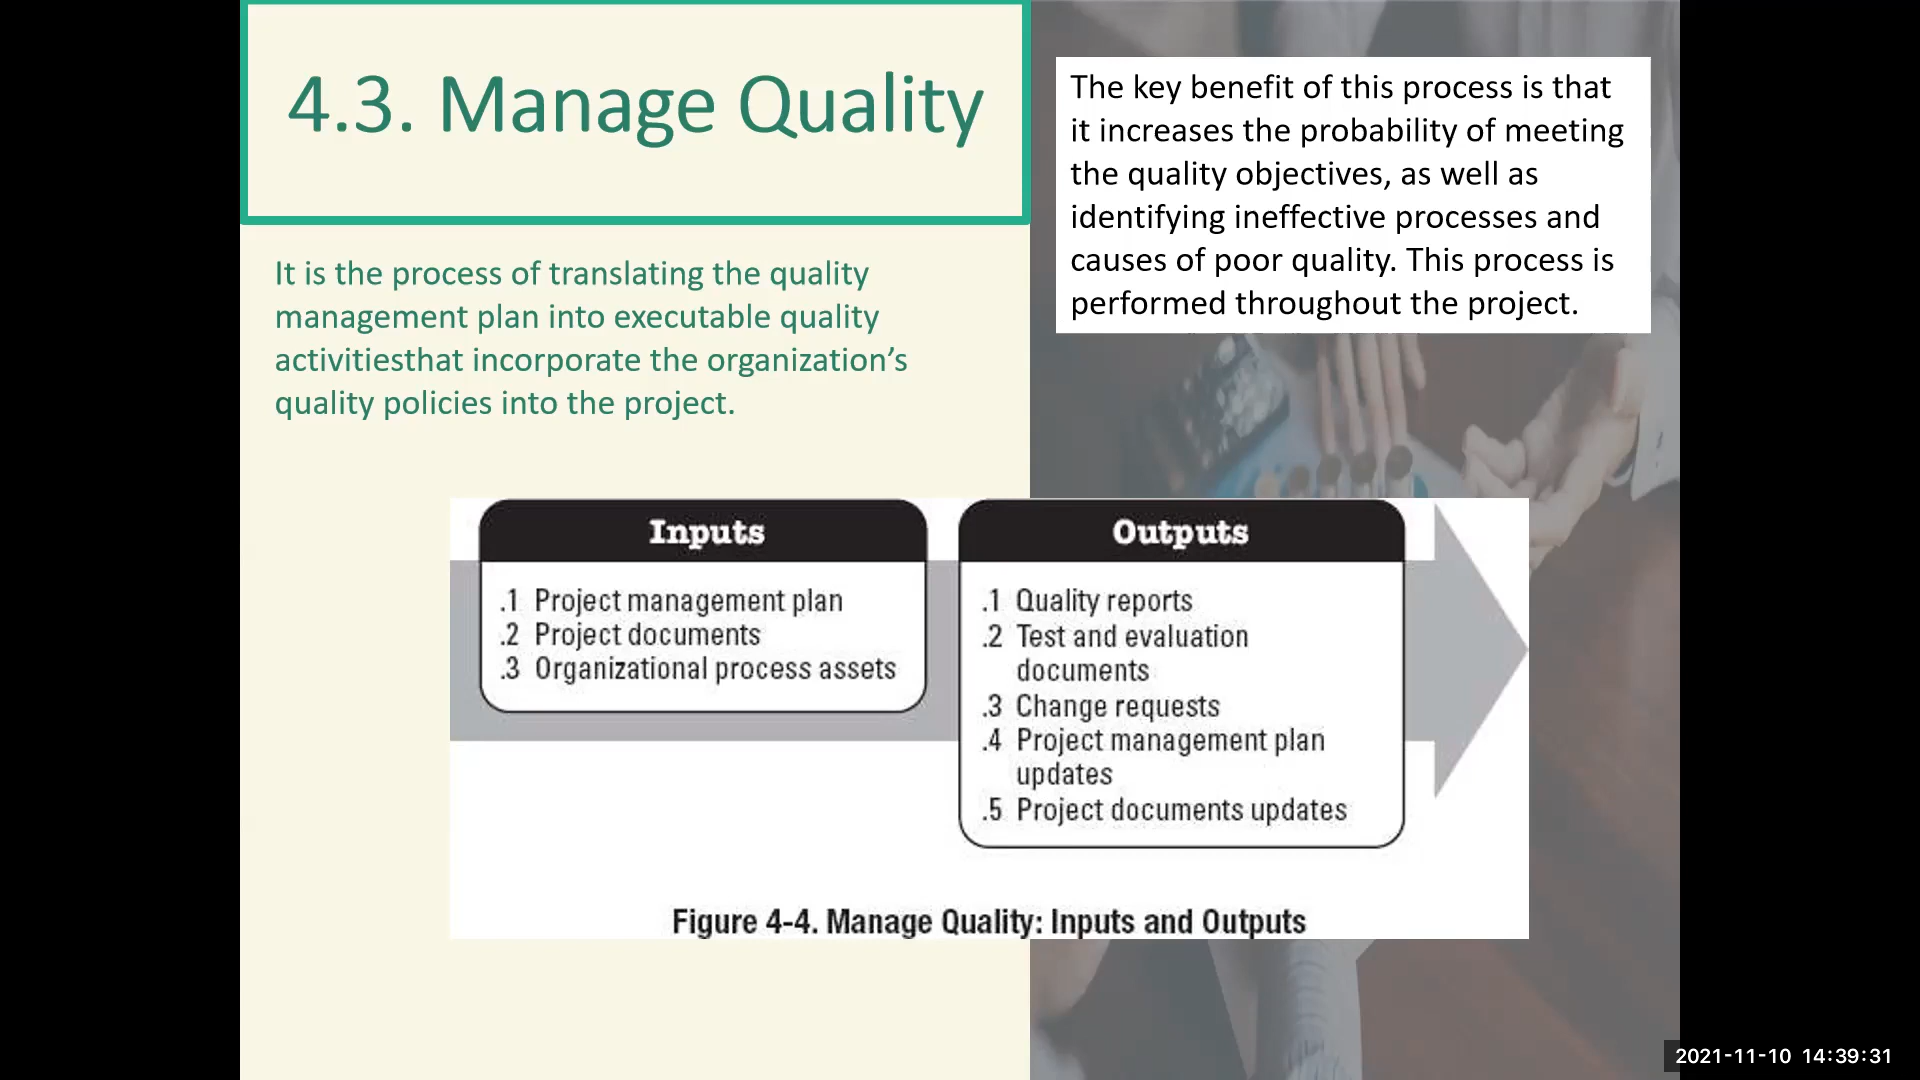 4.3. Manage Quality
It is the process of translating the quality
management plan into executable quality
activitiesthat incorporate the organization’s
quality policies into the project.
The key benefit of this process is that
it increases the probability of meeting
the quality objectives, as well as
identifying ineffective processes and
causes of poor quality. This process is
performed throughout the project.
Inputs
.1 Project management plan
.2 Project documents
.3 Organizational process assets
Outputs
.1 Quality reports
.2 Test and evaluation
documents
.3 Change requests
.4 Project management plan
updates
.5 Project documents updates
Figure 4-4. Manage Quality: Inputs and Outputs
2021-11-10 14:39:31